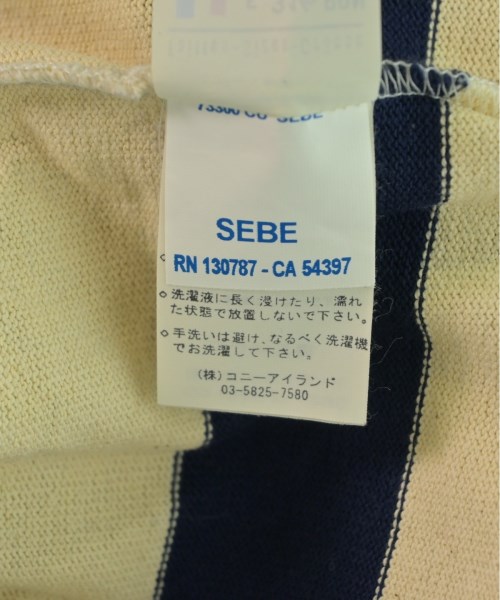 SEBE
SEBE
RN 130787 - CA 54397
◇洗濯液に長く浸けたり、濡れ
た状態で放置しないで下さい。
◇手洗いは避け、なるべく洗濯機
でお洗濯して下さい。
(株)コニーアイランド
03-5825-7580